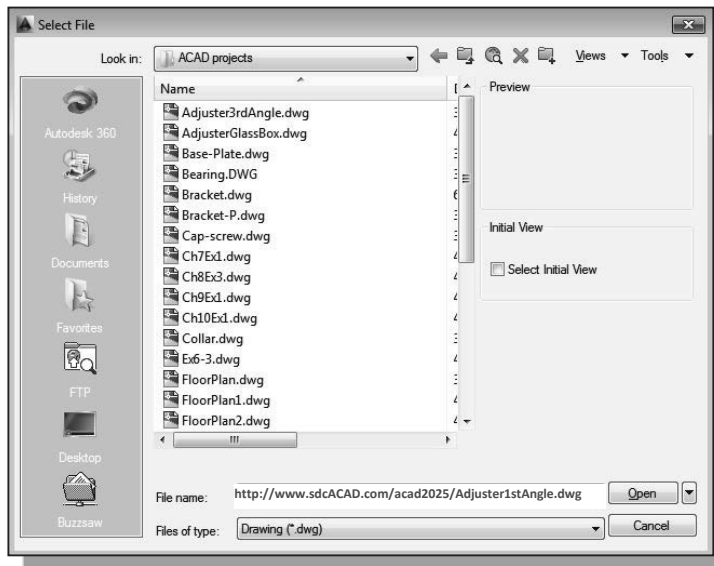 Select File
Look in: ACAD projects Views Tools
Name
Adjuster3rdAngle.dwg
AdjusterGlassBox.dwg
Base-Plate.dwg
Bearing.DWG
Bracket.dwg
Bracket-P.dwg
Cap-screw.dwg
Ch7Ex1.dwg
Ch8Ex3.dwg
Ch9Ex1.dwg
Ch10Ex1.dwg
Collar.dwg
Ex6-3.dwg
FloorPlan.dwg
FloorPlan1.dwg
FloorPlan2.dwg
Autodesk 360
History
Documents
Favorites
FTP
Desktop
Buzzsaw
Preview
Initial View
Select Initial View
File name: http://www.sdcACAD.com/acad2025/Adjuster1stAngle.dwg Open
Files of type: Drawing (*.dwg) Cancel